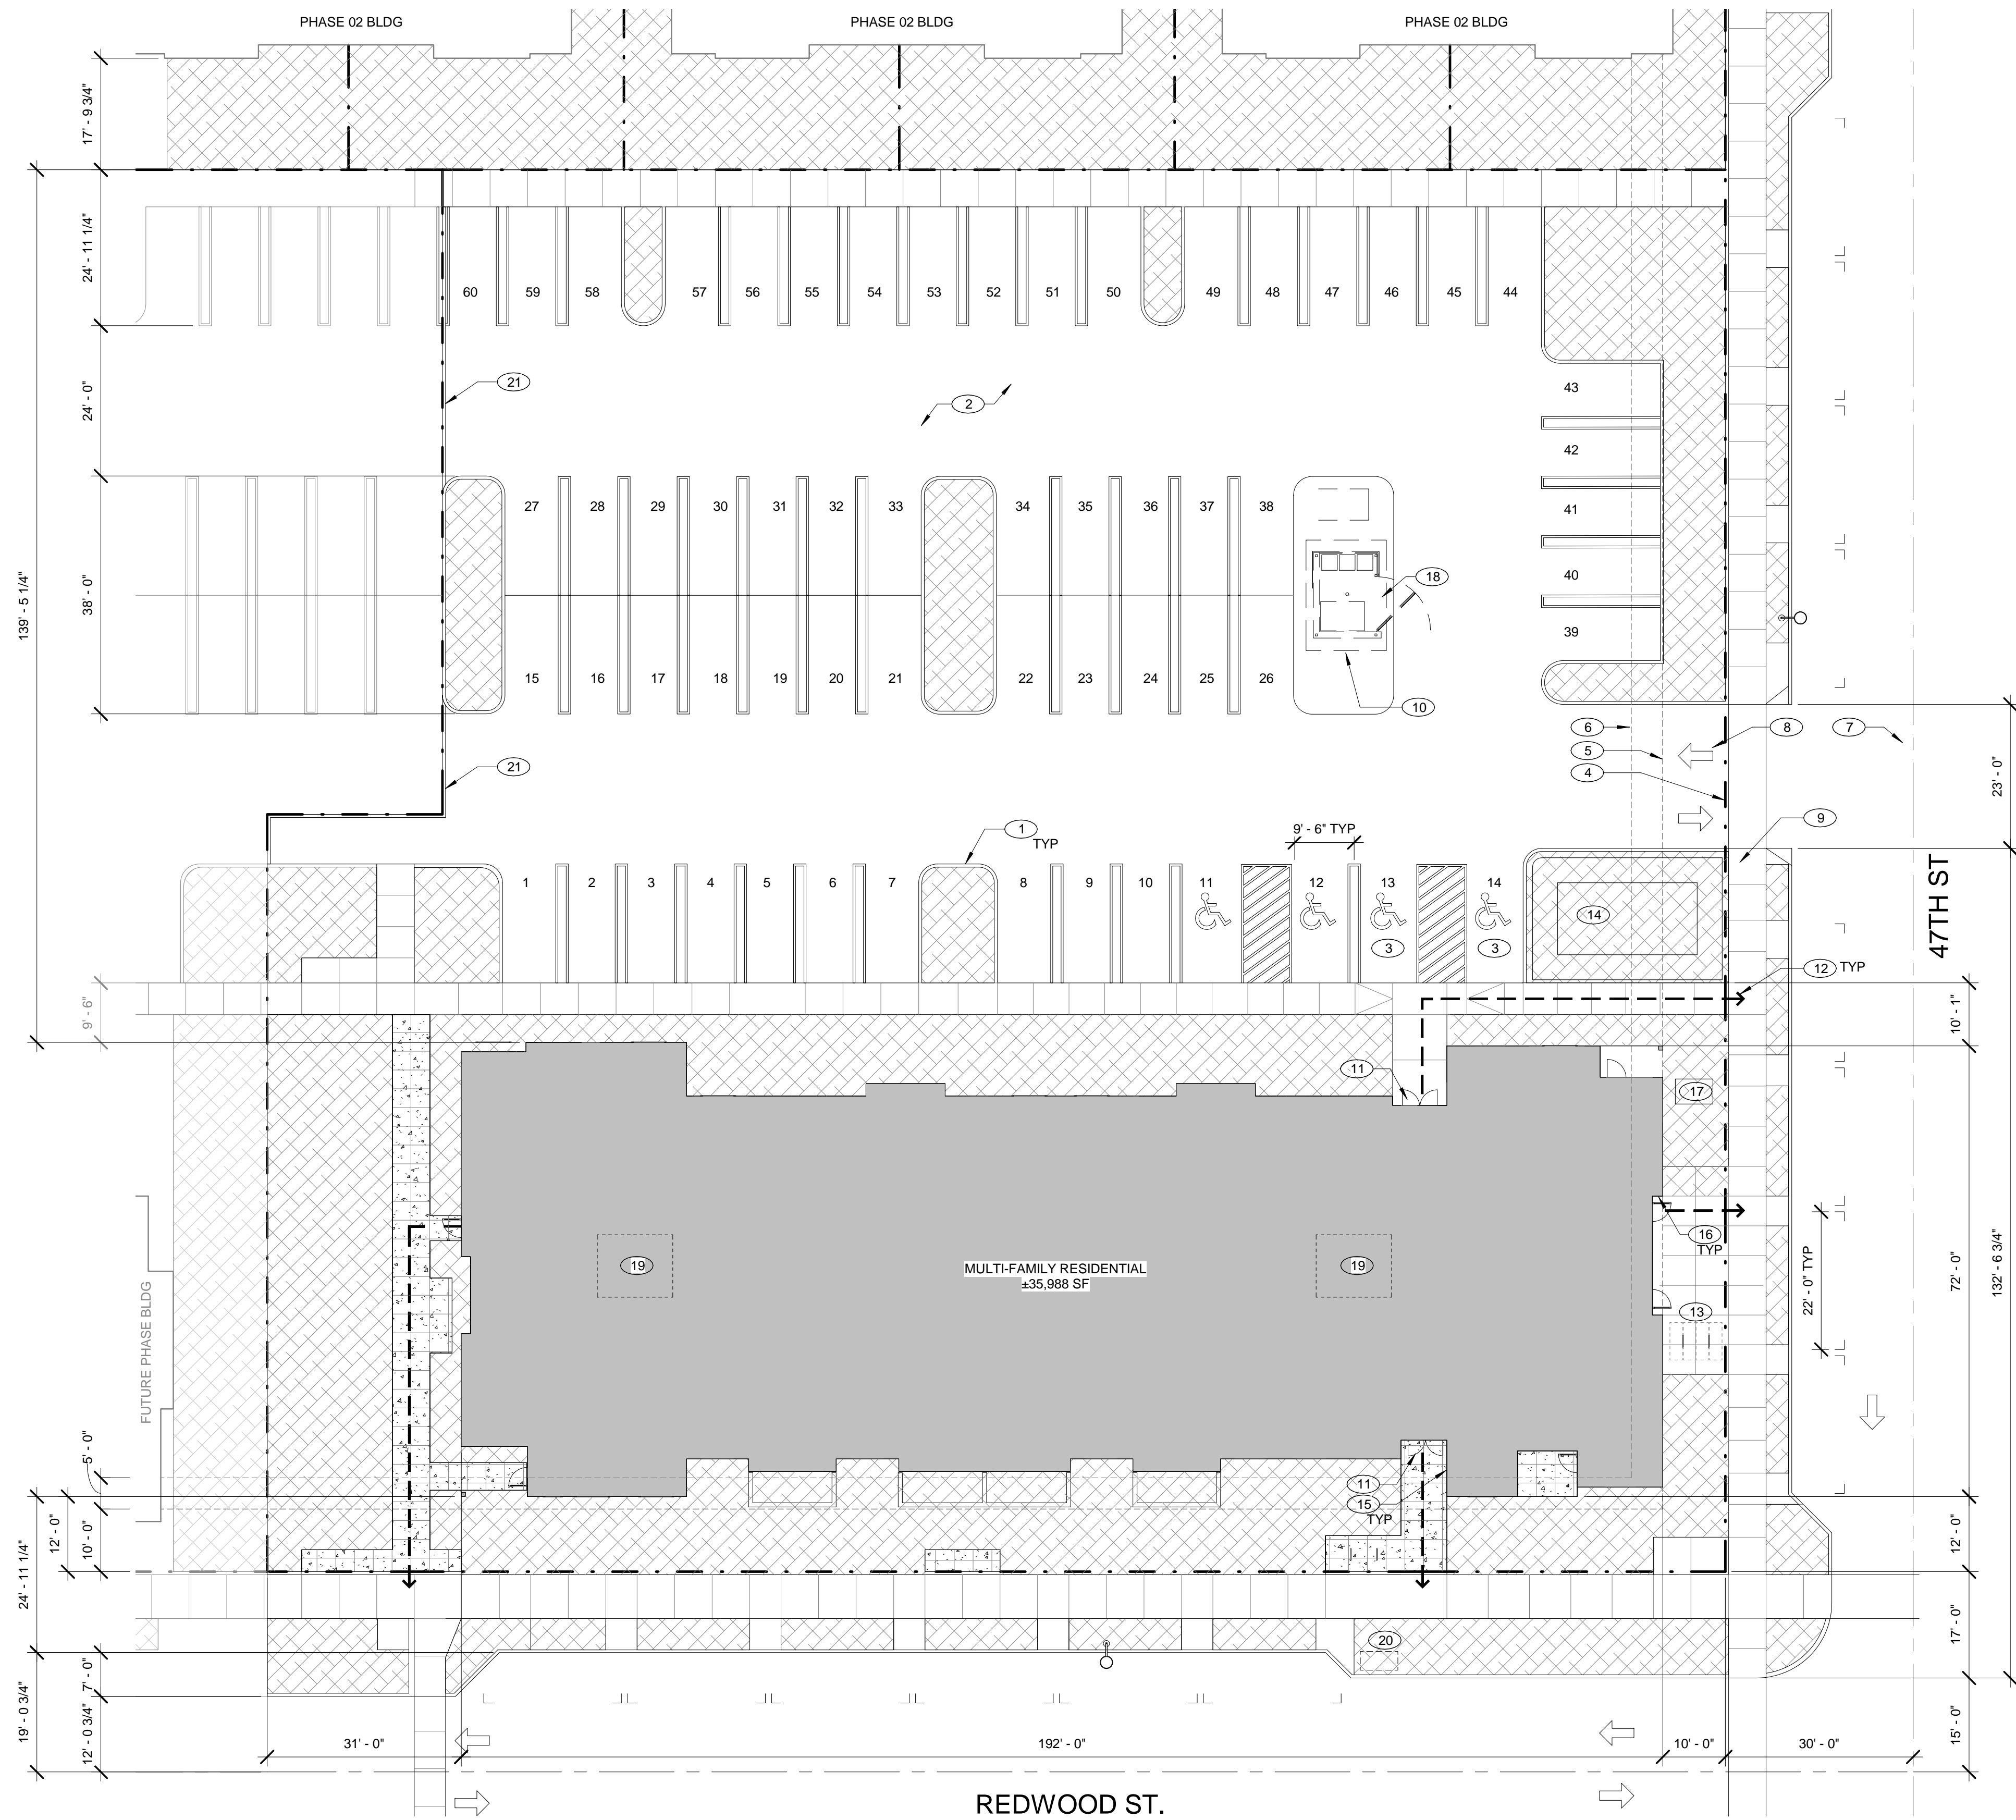 PHASE 02 BLDG
PHASE 02 BLDG
PHASE 02 BLDG
17' - 9 3/4"
24' - 11 1/4"
60
59
58
57
56
55
54
53
52
51
50
49
48
47
46
45
44
21
2
24' - 0"
43
42
41
40
39
27
28
29
30
31
32
33
34
35
36
37
38
139' - 5 1/4"
38' - 0"
18
15
16
17
18
19
20
21
22
23
24
25
26
10
6
5
4
8
7
21
23' - 0"
1
TYP
9' - 6" TYP
9
1
2
3
4
5
6
7
8
9
10
11
12
13
14
3
3
14
47TH ST
12
TYP
9' - 6"
10' - 1"
11
17
16
TYP
19
MULTI-FAMILY RESIDENTIAL
±35,988 SF
19
13
22' - 0" TYP
72' - 0"
132' - 6 3/4"
FUTURE PHASE BLDG
5' - 0"
11
15
TYP
24' - 11 1/4"
12' - 0"
10' - 0"
12' - 0"
20
17' - 0"
19' - 0 3/4"
7' - 0"
12' - 0 3/4"
31' - 0"
192' - 0"
10' - 0"
30' - 0"
15' - 0"
REDWOOD ST.